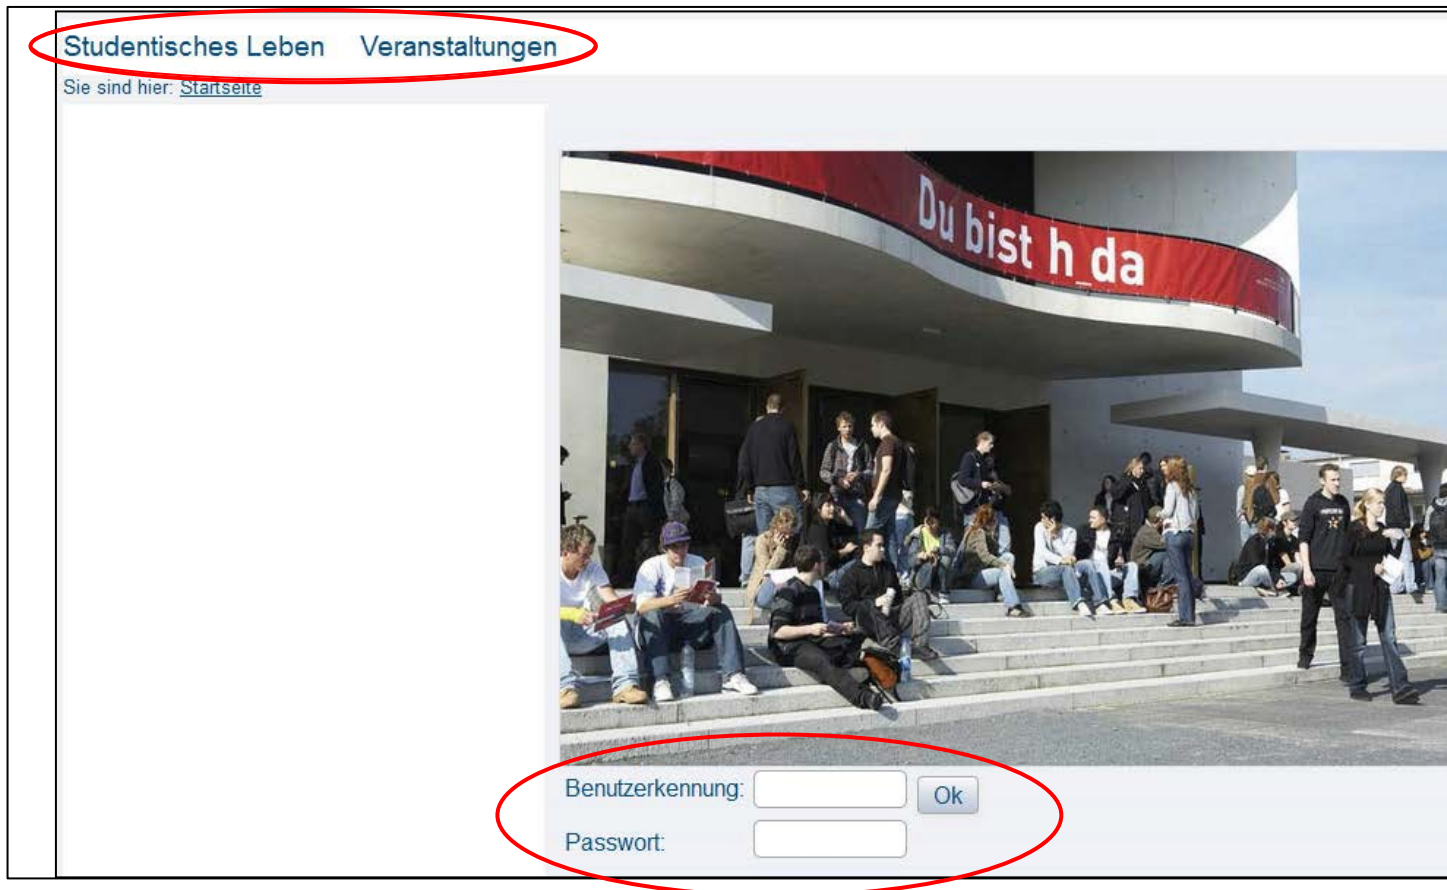 Studentisches Leben Veranstaltungen
Sie sind hier: Startseite
Du bist h_da
Benutzerkennung: Ok
Passwort: